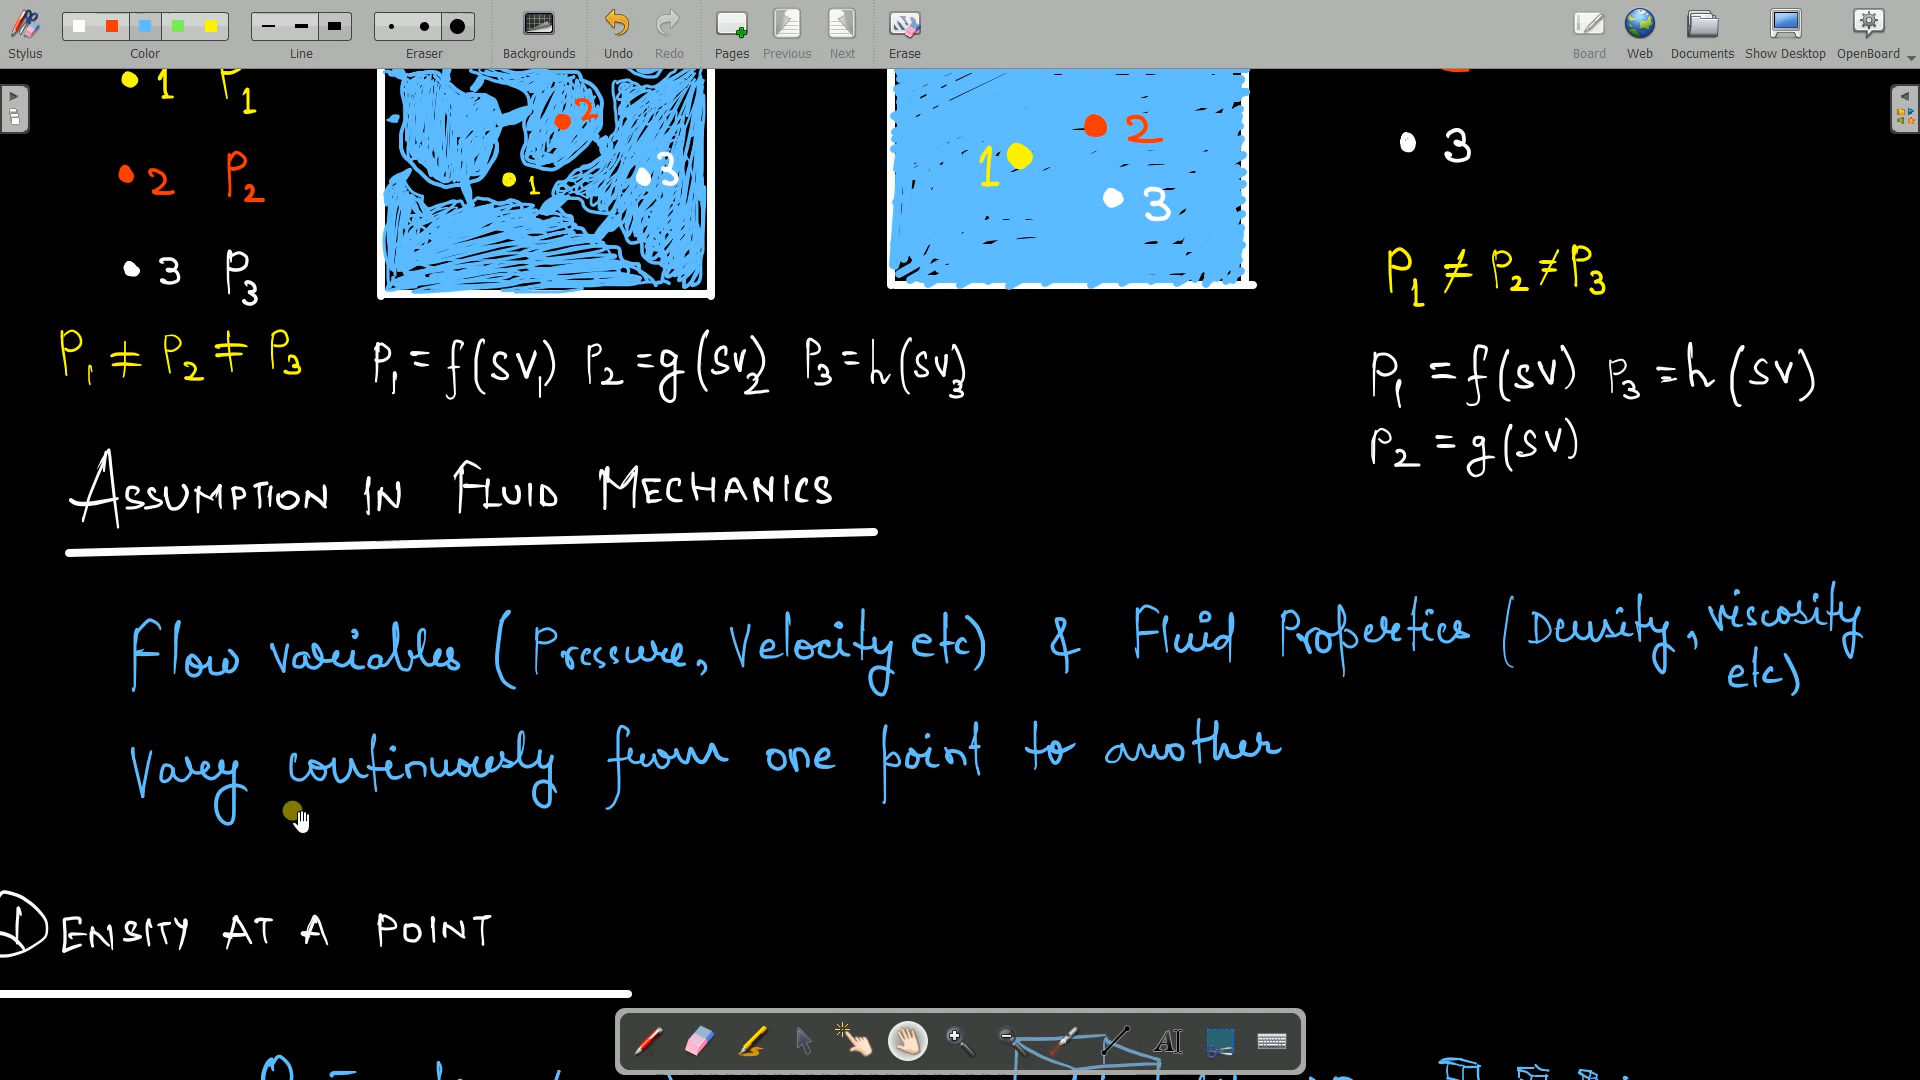 Stylus Color Line Eraser Backgrounds Undo Redo Pages Previous Next Erase Board Web Documents Show Desktop OpenBoard
1 P1
2 P2
3 P3
2
1
3
1
2
3
3
P1 ≠ P2 ≠ P3
P1 = f(SV1) P2 = g(SV2) P3 = h(SV3)
P1 ≠ P2 ≠ P3
P1 = f(SV) P3 = h(SV)
P2 = g(SV)
ASSUMPTION IN FLUID MECHANICS
Flow variables (Pressure, Velocity etc) & Fluid Properties (Density, viscosity etc)
Vary continuously from one point to another
DENSITY AT A POINT